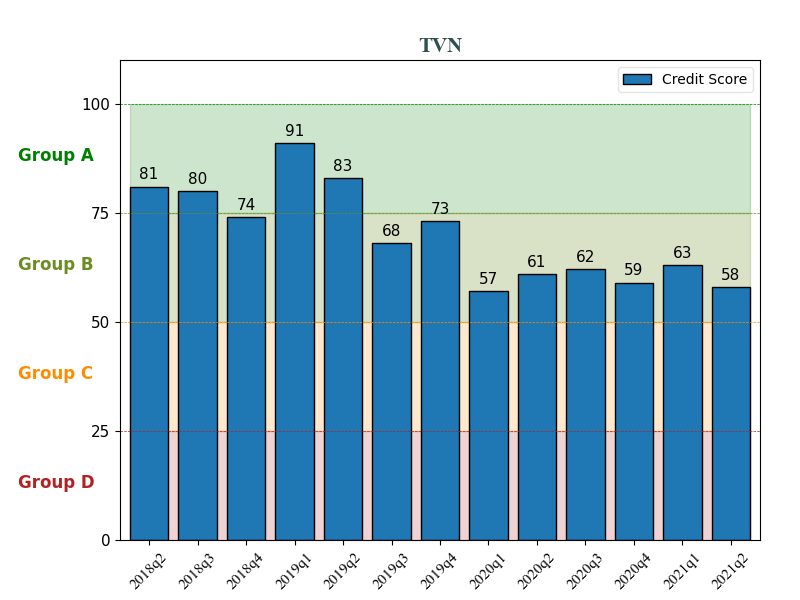 TVN
Credit Score
100
Group A
91
81
80
83
74
75
73
68
Group B
57
61
62
59
63
58
50
Group C
25
Group D
0
2018q2
2018q3
2018q4
2019q1
2019q2
2019q3
2019q4
2020q1
2020q2
2020q3
2020q4
2021q1
2021q2